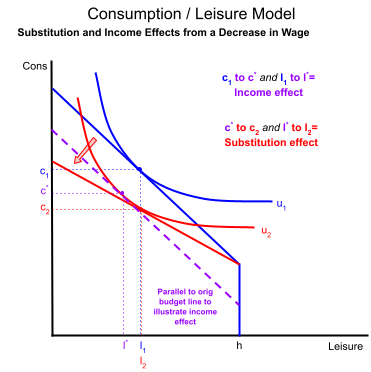 Consumption / Leisure Model
Substitution and Income Effects from a Decrease in Wage
Cons
c1 to c* and l1 to l*=
Income effect
c* to c2 and l* to l2=
Substitution effect
c1
c*
c2
u1
u2
Parallel to orig
budget line to
illustrate income
effect
l* l1 h Leisure
l2